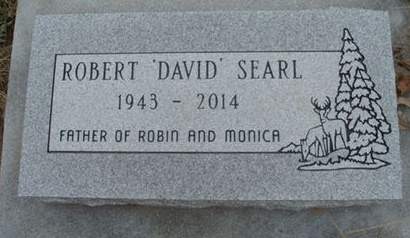 ROBERT 'DAVID' SEARL
1943 - 2014
FATHER OF ROBIN AND MONICA